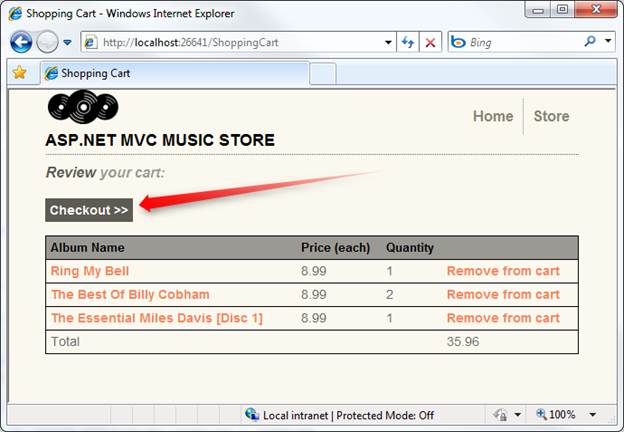 Shopping Cart - Windows Internet Explorer
http://localhost:26641/ShoppingCart
Bing
Shopping Cart
Home
Store
ASP.NET MVC MUSIC STORE
Review your cart:
Checkout >>
Album Name Price (each) Quantity
Ring My Bell 8.99 1 Remove from cart
The Best Of Billy Cobham 8.99 2 Remove from cart
The Essential Miles Davis [Disc 1] 8.99 1 Remove from cart
Total 35.96
Local intranet | Protected Mode: Off 100%